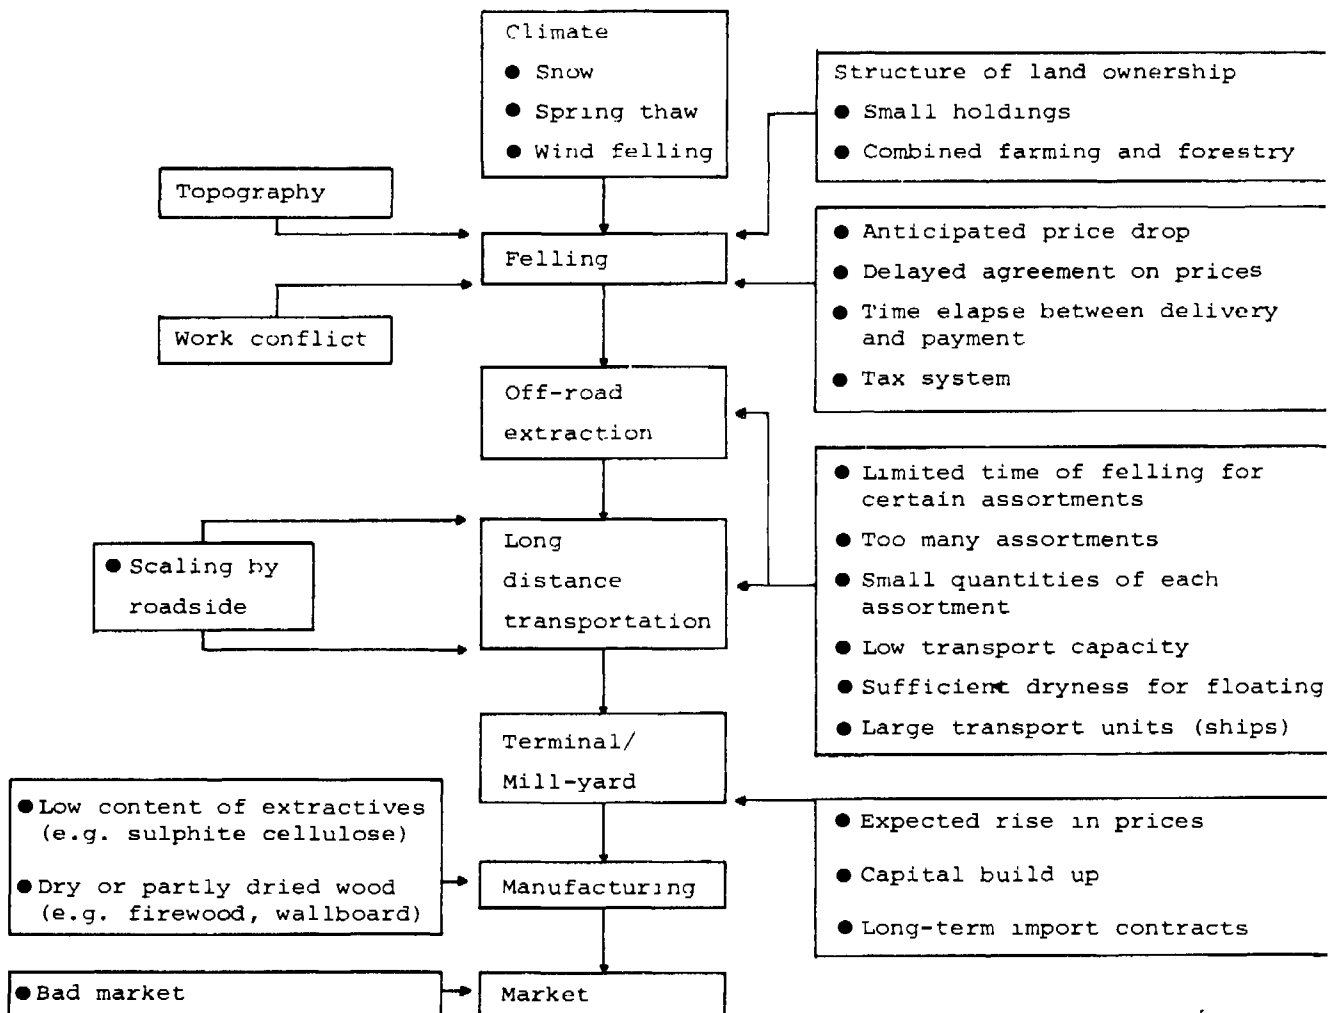 Climate
● Snow
● Spring thaw
● Wind felling
Structure of land ownership
● Small holdings
● Combined farming and forestry
Topography
Felling
● Anticipated price drop
● Delayed agreement on prices
● Time elapse between delivery
and payment
● Tax system
Work conflict
Off-road
extraction
● Limited time of felling for
certain assortments
● Too many assortments
● Small quantities of each
assortment
● Low transport capacity
● Sufficient dryness for floating
● Large transport units (ships)
● Scaling by
roadside
Long
distance
transportation
Terminal/
Mill-yard
● Low content of extractives
(e.g. sulphite cellulose)
● Dry or partly dried wood
(e.g. firewood, wallboard)
● Expected rise in prices
● Capital build up
● Long-term import contracts
Manufacturing
● Bad market
Market